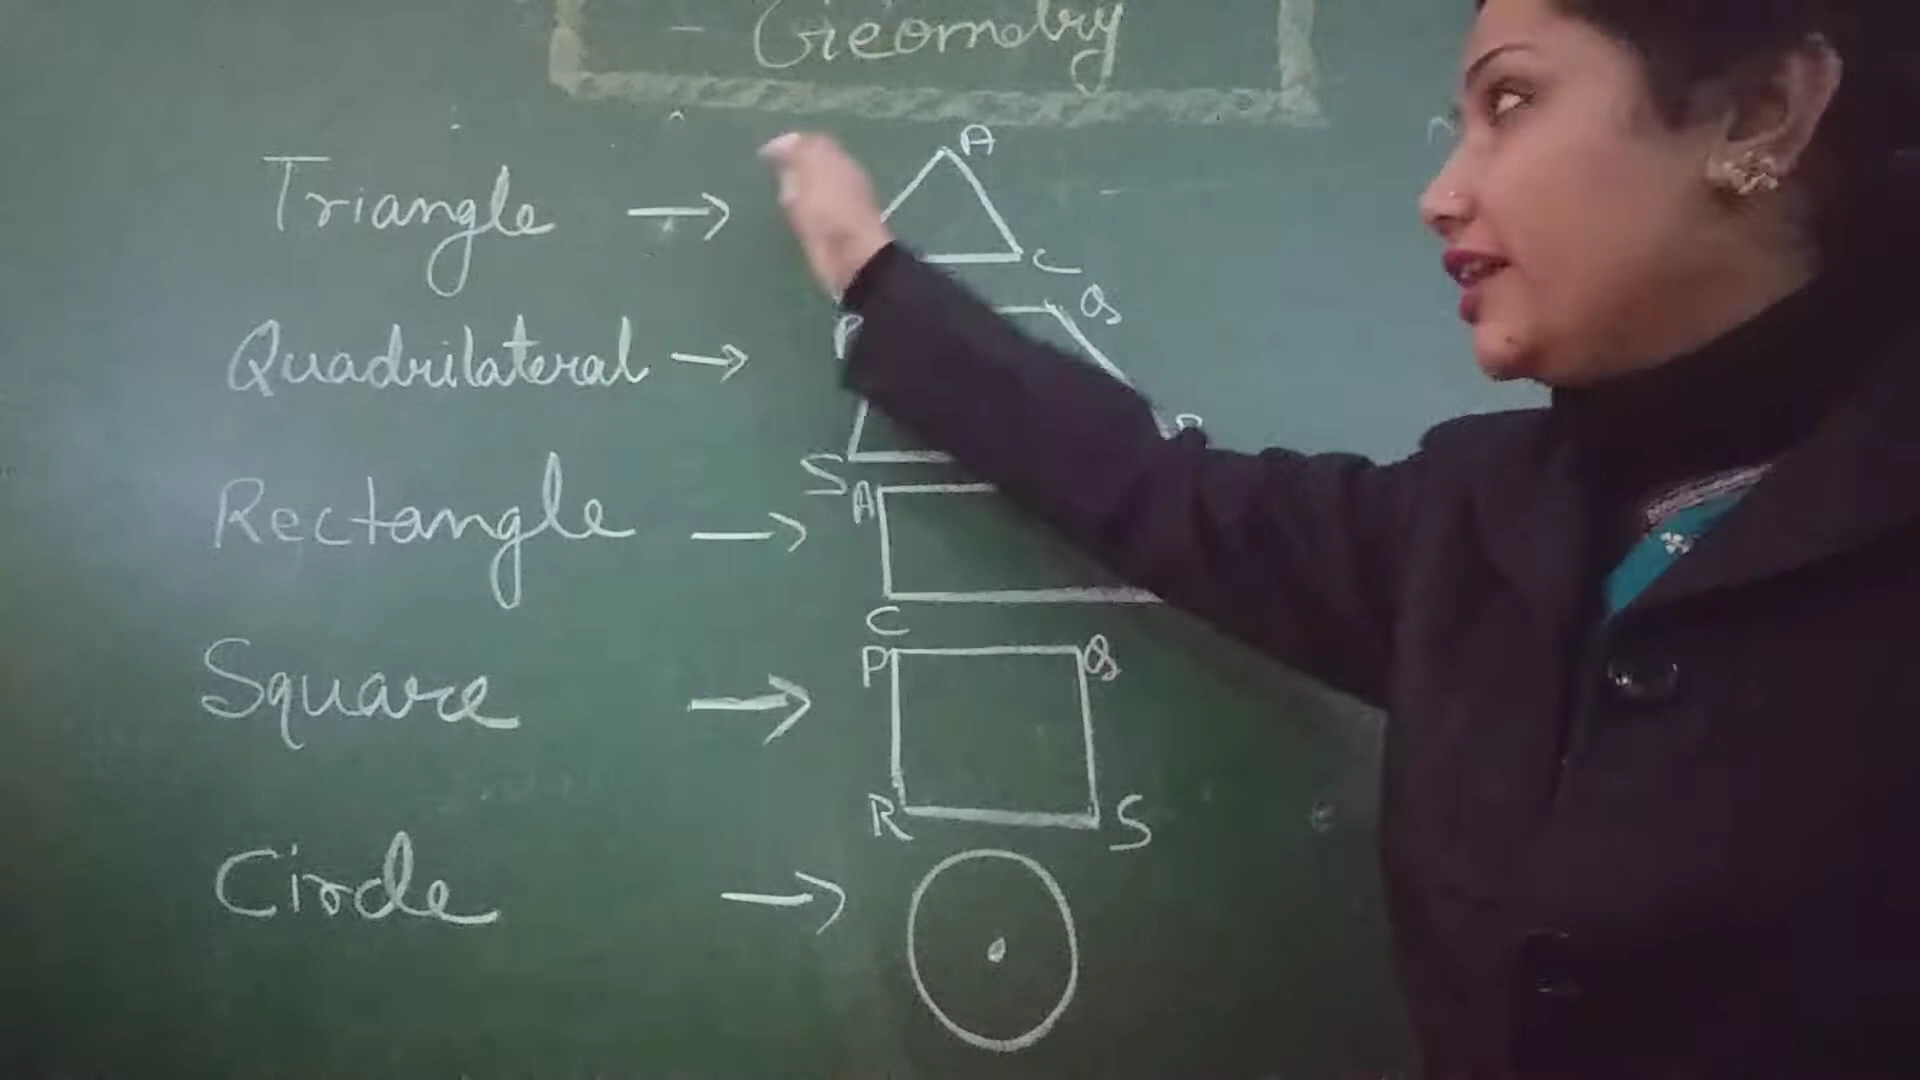 - Geometry
Triangle → A C
Quadrilateral → P Q R S
Rectangle → A C
Square → P Q R S
Circle →